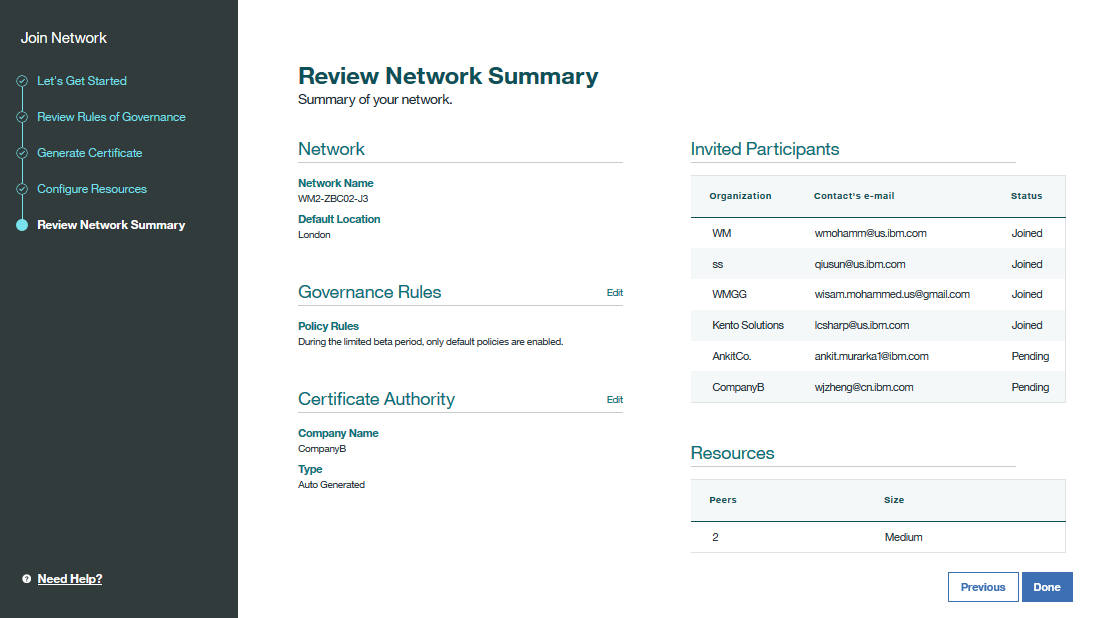 Join Network
Let's Get Started
Review Rules of Governance
Generate Certificate
Configure Resources
Review Network Summary
Need Help?
Review Network Summary
Summary of your network.
Network
Network Name
WM2-ZBC02-J3
Default Location
London
Governance Rules Edit
Policy Rules
During the limited beta period, only default policies are enabled.
Certificate Authority Edit
Company Name
CompanyB
Type
Auto Generated
Invited Participants
Organization Contact's e-mail Status
WM wmohamm@us.ibm.com Joined
ss qiusun@us.ibm.com Joined
WMGG wisam.mohammed.us@gmail.com Joined
Kento Solutions lcsharp@us.ibm.com Joined
AnkitCo. ankit.murarka1@ibm.com Pending
CompanyB wjzheng@cn.ibm.com Pending
Resources
Peers Size
2 Medium
Previous Done